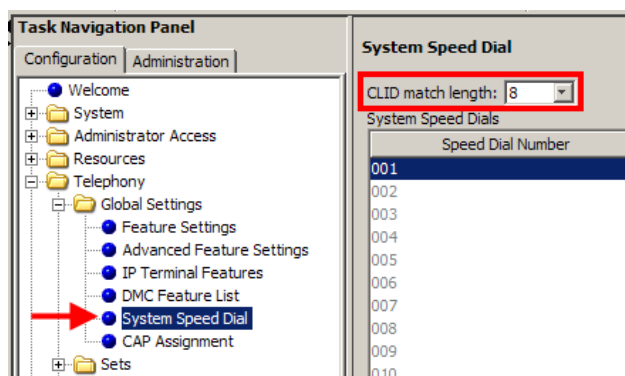 Task Navigation Panel
Configuration
Administration
Welcome
System
Administrator Access
Resources
Telephony
Global Settings
Feature Settings
Advanced Feature Settings
IP Terminal Features
DMC Feature List
System Speed Dial
CAP Assignment
Sets
System Speed Dial
CLID match length: 8
System Speed Dials
Speed Dial Number
001
002
003
004
005
006
007
008
009
010